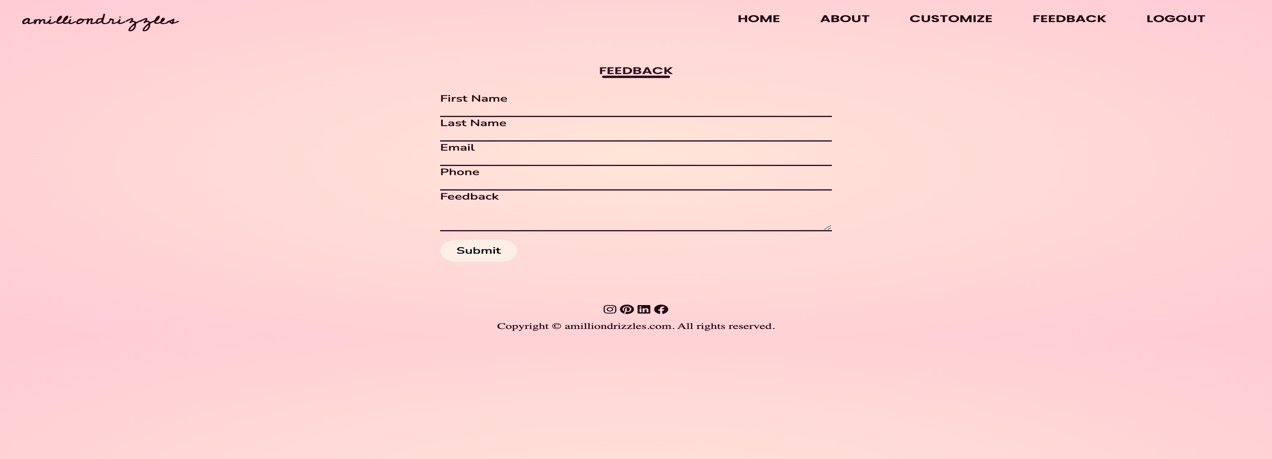 amilliondrizzles HOME ABOUT CUSTOMIZE FEEDBACK LOGOUT
FEEDBACK
First Name
Last Name
Email
Phone
Feedback
Submit
Copyright © amilliondrizzles.com. All rights reserved.